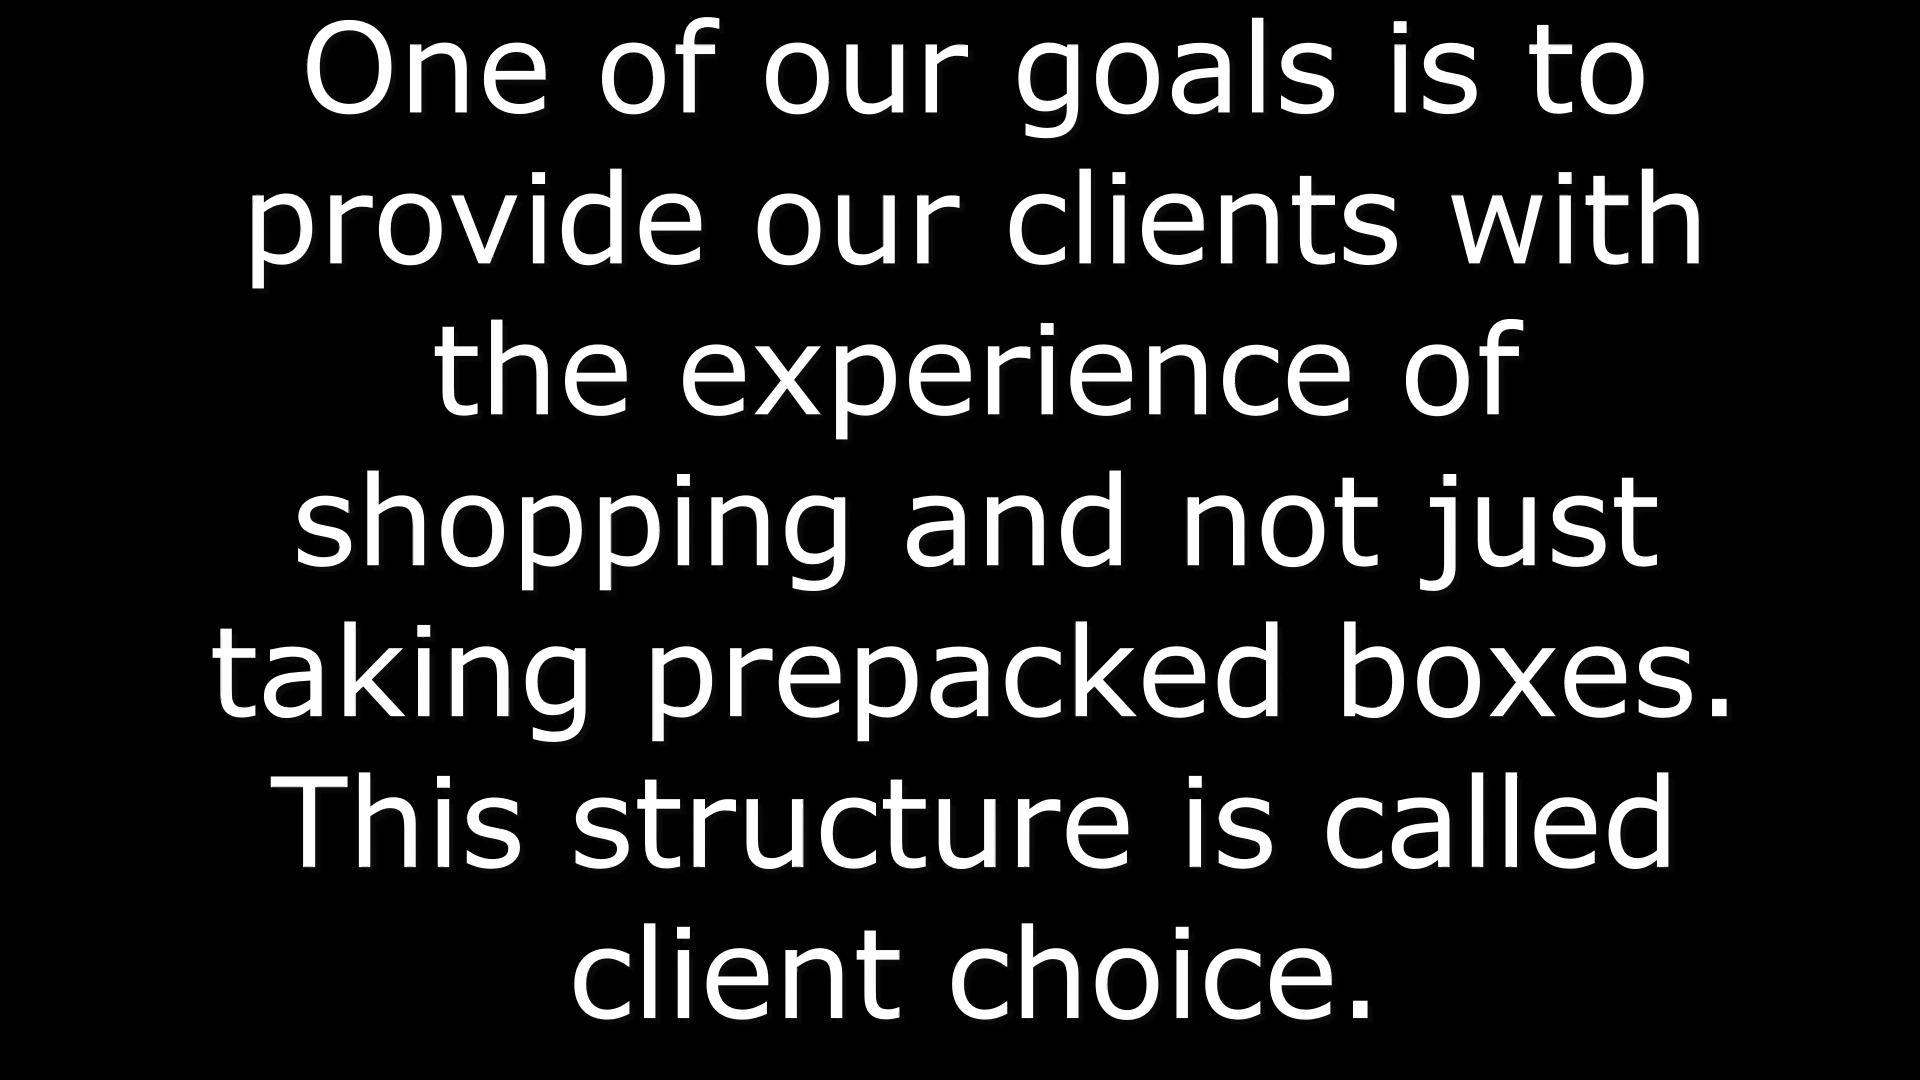 One of our goals is to
provide our clients with
the experience of
shopping and not just
taking prepacked boxes.
This structure is called
client choice.